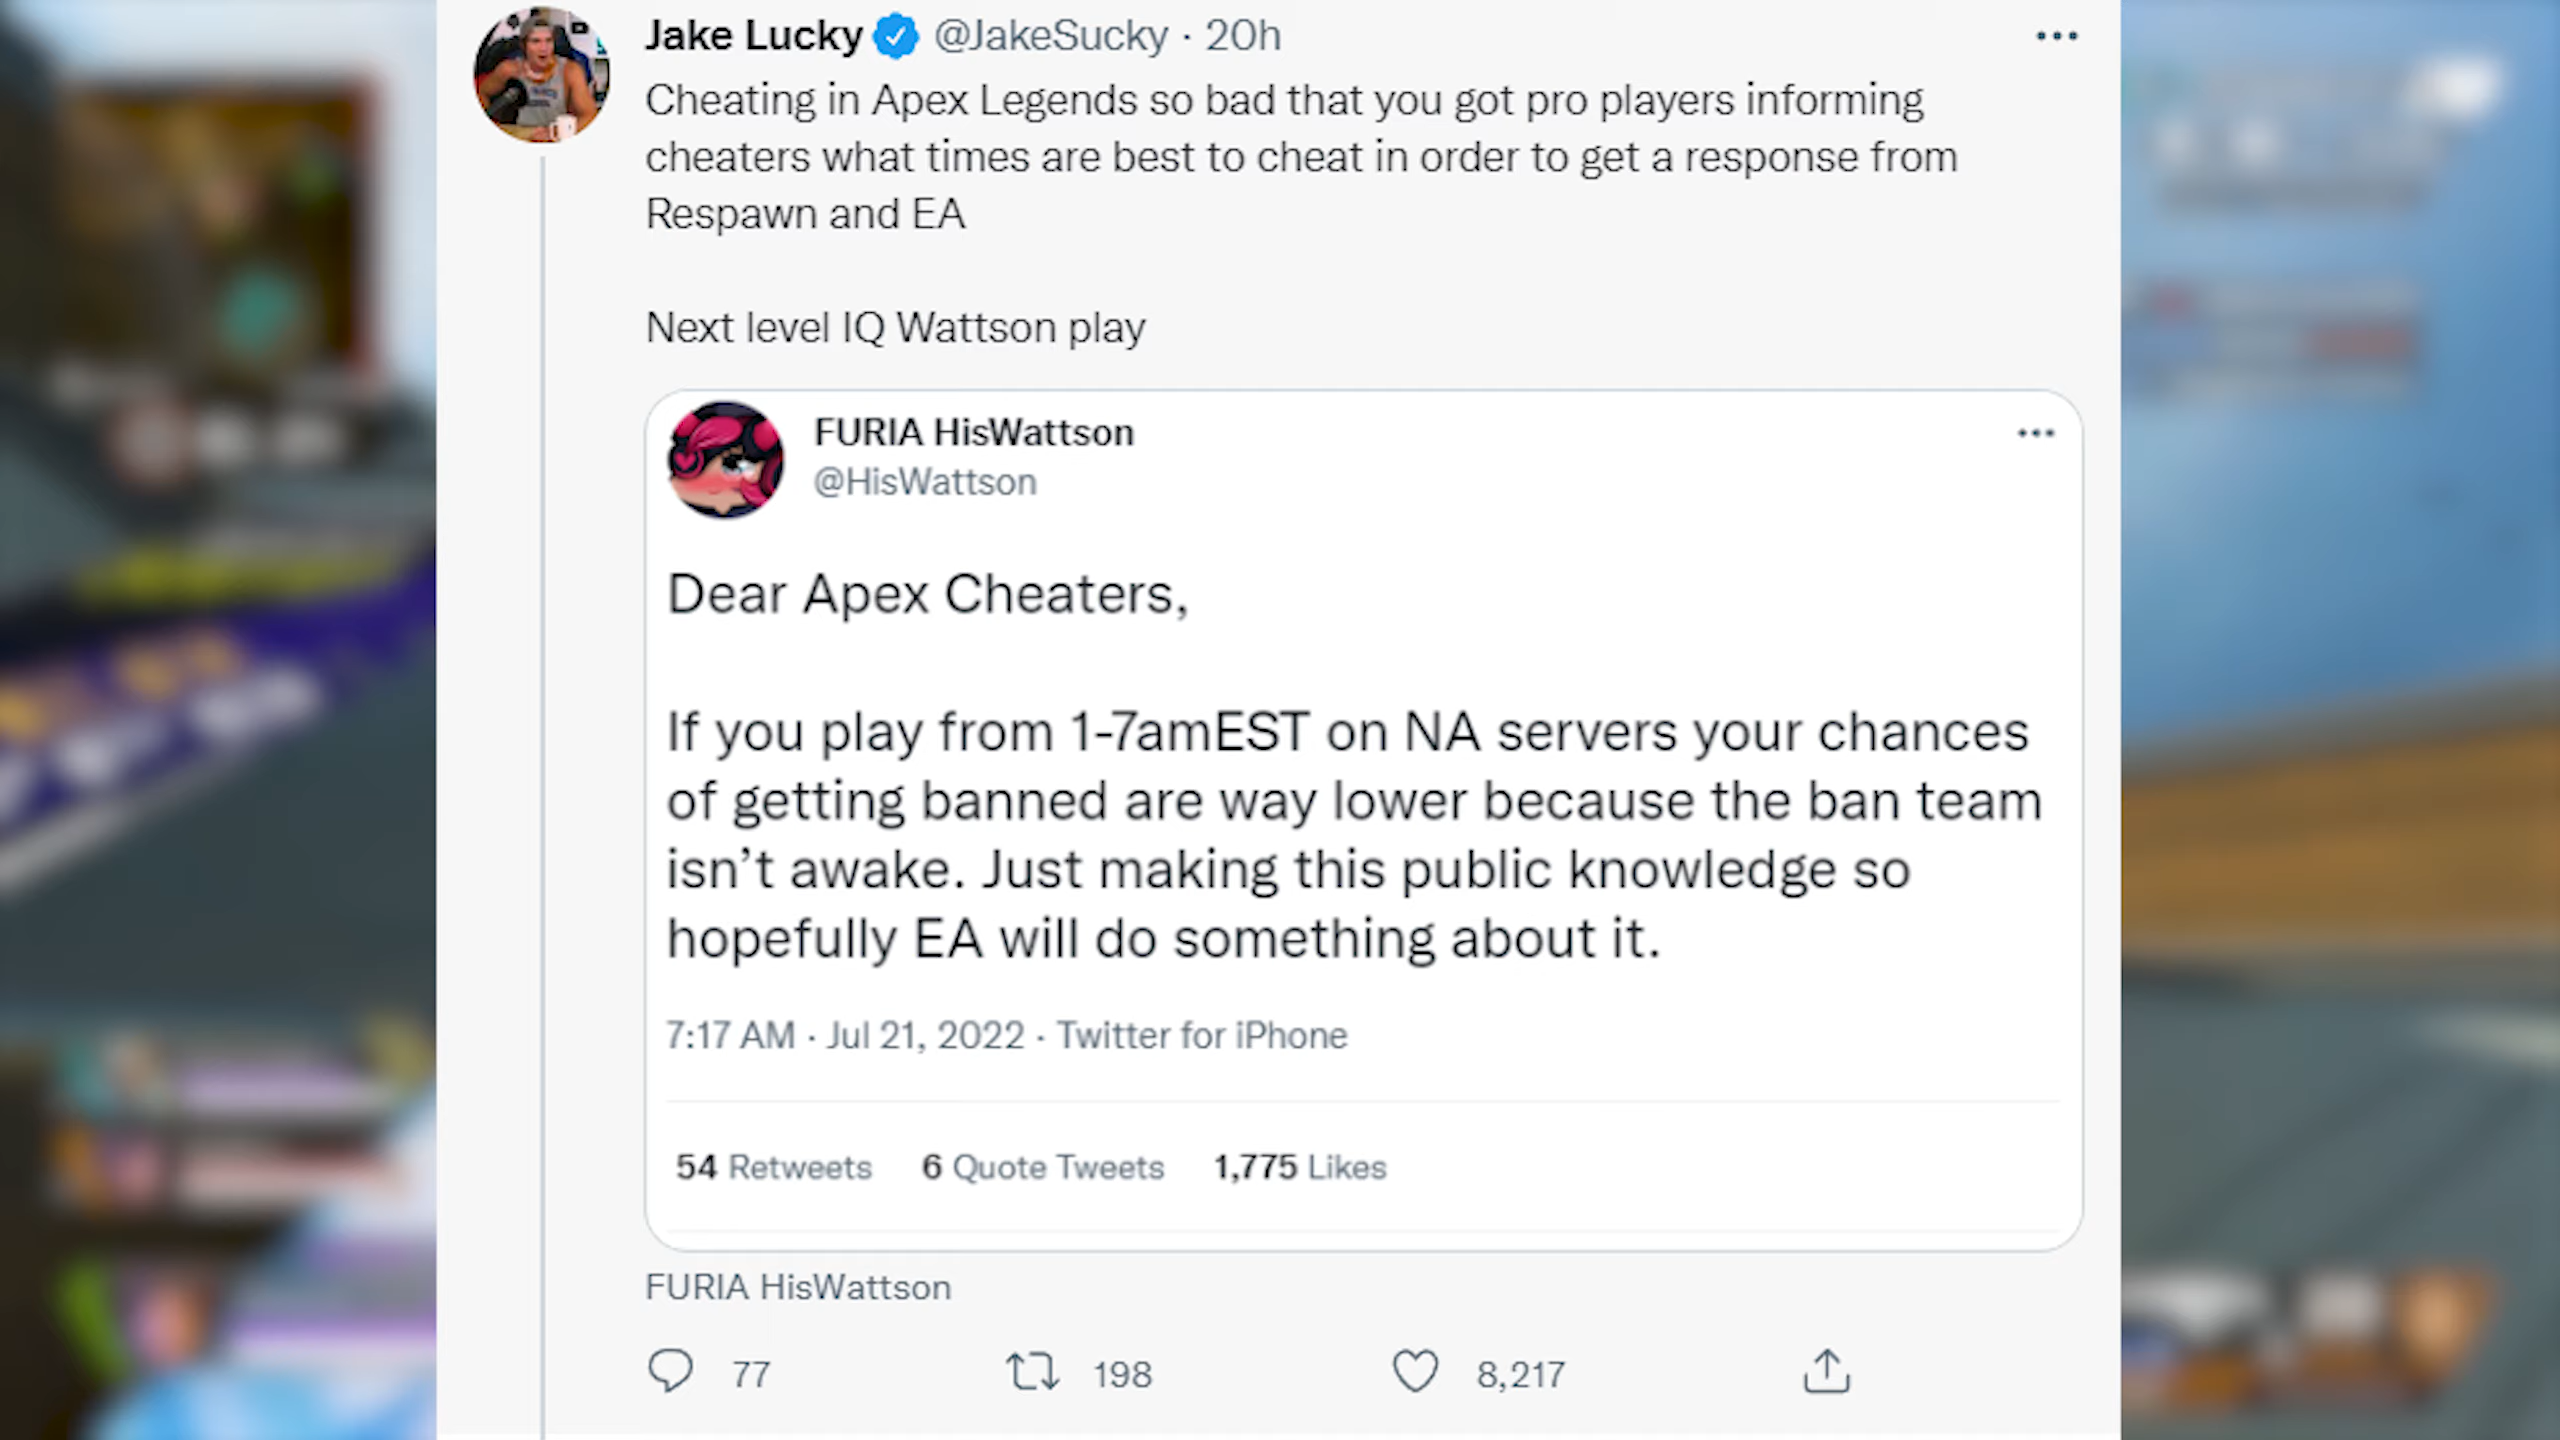 Jake Lucky @JakeSucky · 20h
Cheating in Apex Legends so bad that you got pro players informing
cheaters what times are best to cheat in order to get a response from
Respawn and EA
Next level IQ Wattson play
FURIA HisWattson
@HisWattson
Dear Apex Cheaters,
If you play from 1-7amEST on NA servers your chances
of getting banned are way lower because the ban team
isn’t awake. Just making this public knowledge so
hopefully EA will do something about it.
7:17 AM · Jul 21, 2022 · Twitter for iPhone
54 Retweets 6 Quote Tweets 1,775 Likes
FURIA HisWattson
77 198 8,217